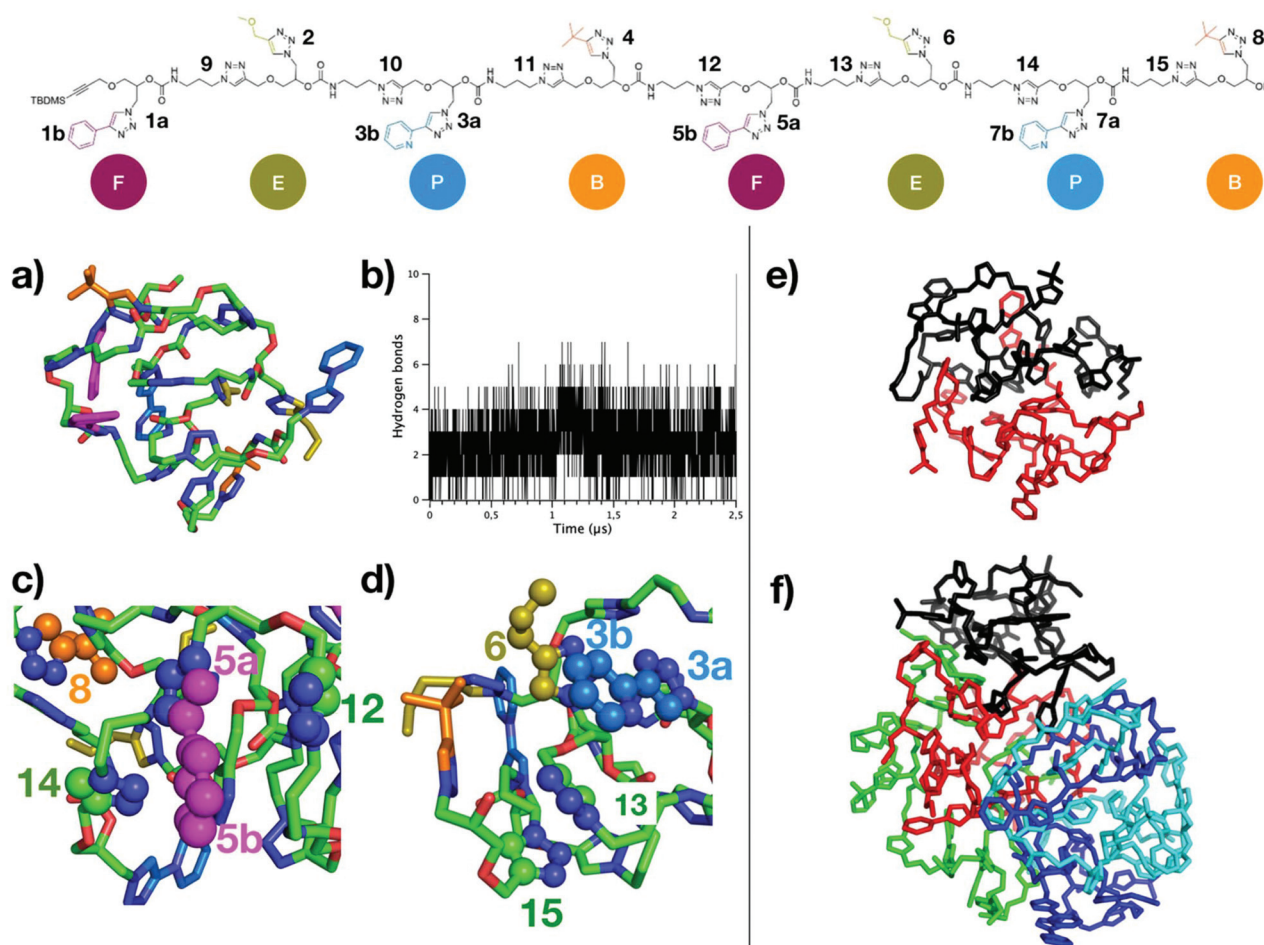 2 4 6 8
9 10 11 12 13 14 15
TBDMS
1b 1a 3b 3a 5b 5a 7b 7a
F E P B F E P B
a)
b)
Hydrogen bonds
10
8
6
4
2
0
0 0,5 1 1,5 2 2,5
Time (µs)
c)
8
5a
12
14
5b
d)
6
3b
3a
13
15
e)
f)